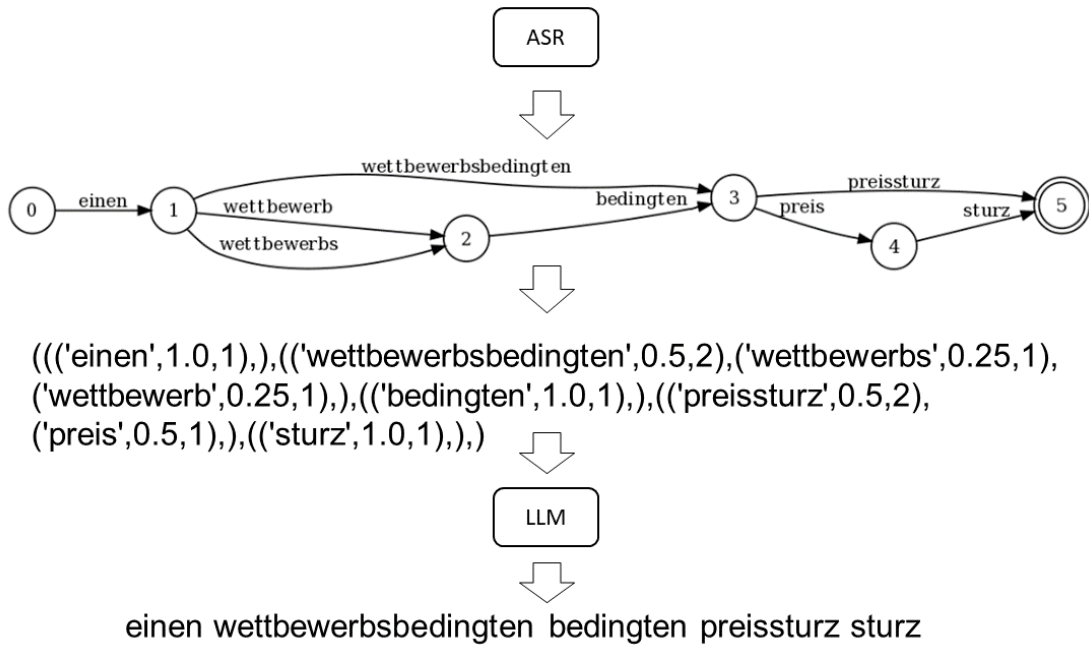 ASR
wettbewerbsbedingten
0 einen 1 wettbewerb bedingten 3 preissturz 5
wettbewerbs 2 preis sturz
4
((('einen',1.0,1),),(('wettbewerbsbedingten',0.5,2),('wettbewerbs',0.25,1),
('wettbewerb',0.25,1),),(('bedingten',1.0,1),),(('preissturz',0.5,2),
('preis',0.5,1),),(('sturz',1.0,1),),)
LLM
einen wettbewerbsbedingten bedingten preissturz sturz